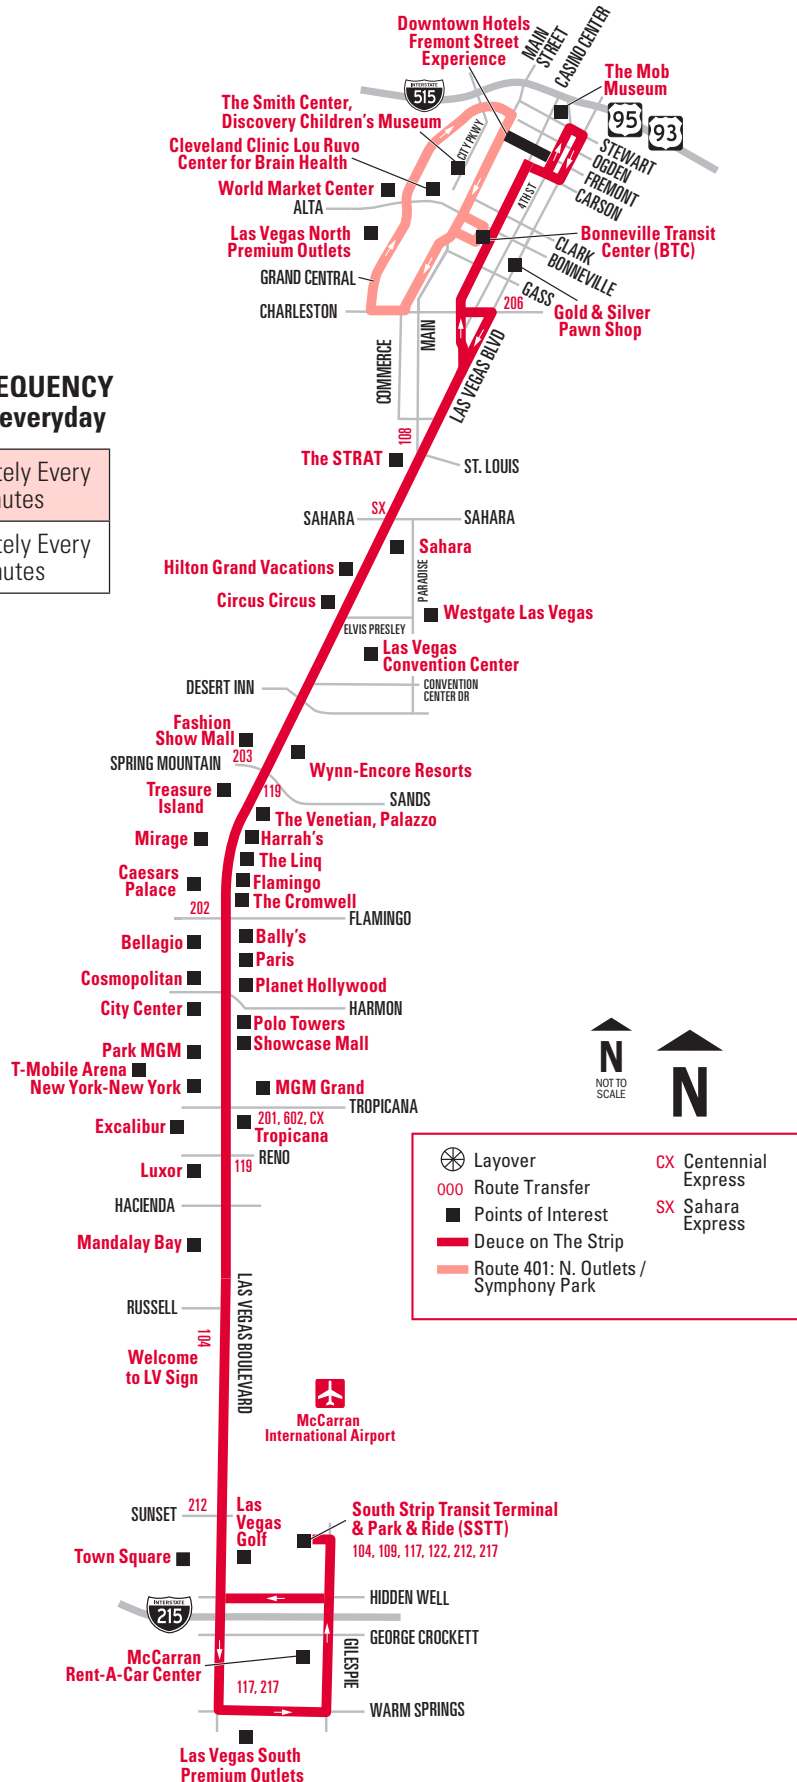 Downtown Hotels
Fremont Street
Experience
MAIN
STREET
CASINO CENTER
The Mob
Museum
INTERSTATE
515
95
93
The Smith Center,
Discovery Children's Museum
CITY PKWY
Cleveland Clinic Lou Ruvo
Center for Brain Health
STEWART
OGDEN
FREMONT
CARSON
World Market Center
4TH ST
ALTA
Las Vegas North
Premium Outlets
Bonneville Transit
Center (BTC)
CLARK
BONNEVILLE
GRAND CENTRAL
GASS
206
CHARLESTON
Gold & Silver
Pawn Shop
MAIN
COMMERCE
LAS VEGAS BLVD
EQUENCY
everyday
tely Every
nutes
tely Every
nutes
108
The STRAT
ST. LOUIS
SX
SAHARA
SAHARA
Sahara
Hilton Grand Vacations
PARADISE
Circus Circus
Westgate Las Vegas
ELVIS PRESLEY
Las Vegas
Convention Center
DESERT INN
CONVENTION
CENTER DR
Fashion
Show Mall
203
SPRING MOUNTAIN
Wynn-Encore Resorts
Treasure
Island
119
SANDS
The Venetian, Palazzo
Mirage
Harrah's
The Linq
Caesars
Palace
Flamingo
The Cromwell
202
FLAMINGO
Bellagio
Bally's
Paris
Cosmopolitan
Planet Hollywood
City Center
HARMON
Polo Towers
Park MGM
Showcase Mall
T-Mobile Arena
New York-New York
MGM Grand
TROPICANA
201, 602, CX
Excalibur
Tropicana
RENO
119
Luxor
HACIENDA
Mandalay Bay
N
NOT TO
SCALE
N
Layover
000 Route Transfer
Points of Interest
Deuce on The Strip
Route 401: N. Outlets /
Symphony Park
CX Centennial
Express
SX Sahara
Express
LAS VEGAS BOULEVARD
RUSSELL
104
Welcome
to LV Sign
McCarran
International Airport
SUNSET
212
Las
Vegas
Golf
South Strip Transit Terminal
& Park & Ride (SSTT)
104, 109, 117, 122, 212, 217
Town Square
HIDDEN WELL
INTERSTATE
215
GEORGE CROCKETT
GILESPIE
McCarran
Rent-A-Car Center
117, 217
WARM SPRINGS
Las Vegas South
Premium Outlets